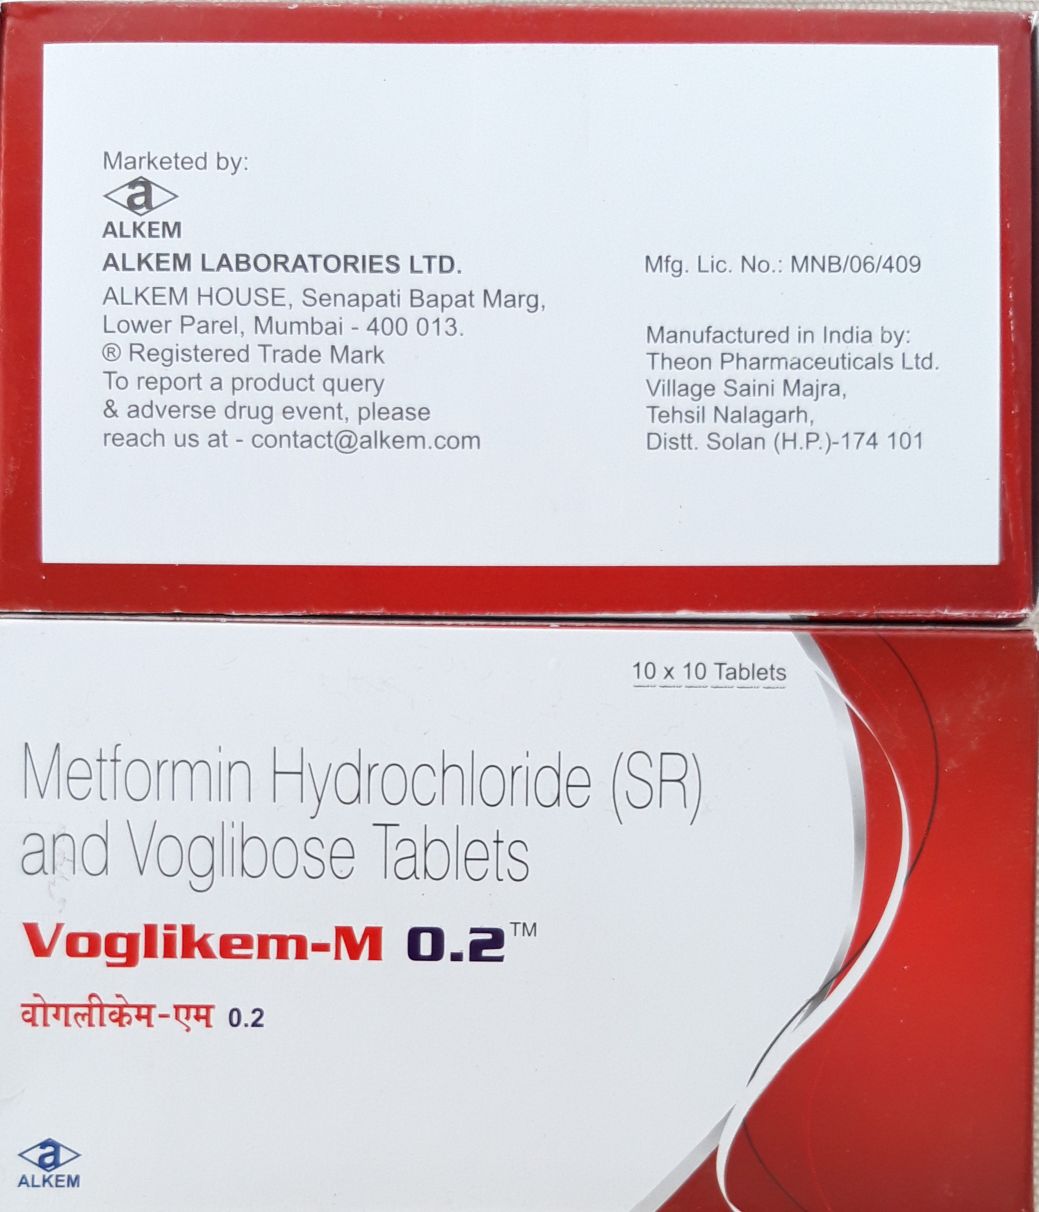 Marketed by:
a
ALKEM
ALKEM LABORATORIES LTD.
ALKEM HOUSE, Senapati Bapat Marg,
Lower Parel, Mumbai - 400 013.
® Registered Trade Mark
To report a product query
& adverse drug event, please
reach us at - contact@alkem.com
Mfg. Lic. No.: MNB/06/409
Manufactured in India by:
Theon Pharmaceuticals Ltd.
Village Saini Majra,
Tehsil Nalagarh,
Distt. Solan (H.P.)-174 101
10 x 10 Tablets
Metformin Hydrochloride (SR)
and Voglibose Tablets
Voglikem-M 0.2™
वोगलीकेम-एम 0.2
a
ALKEM